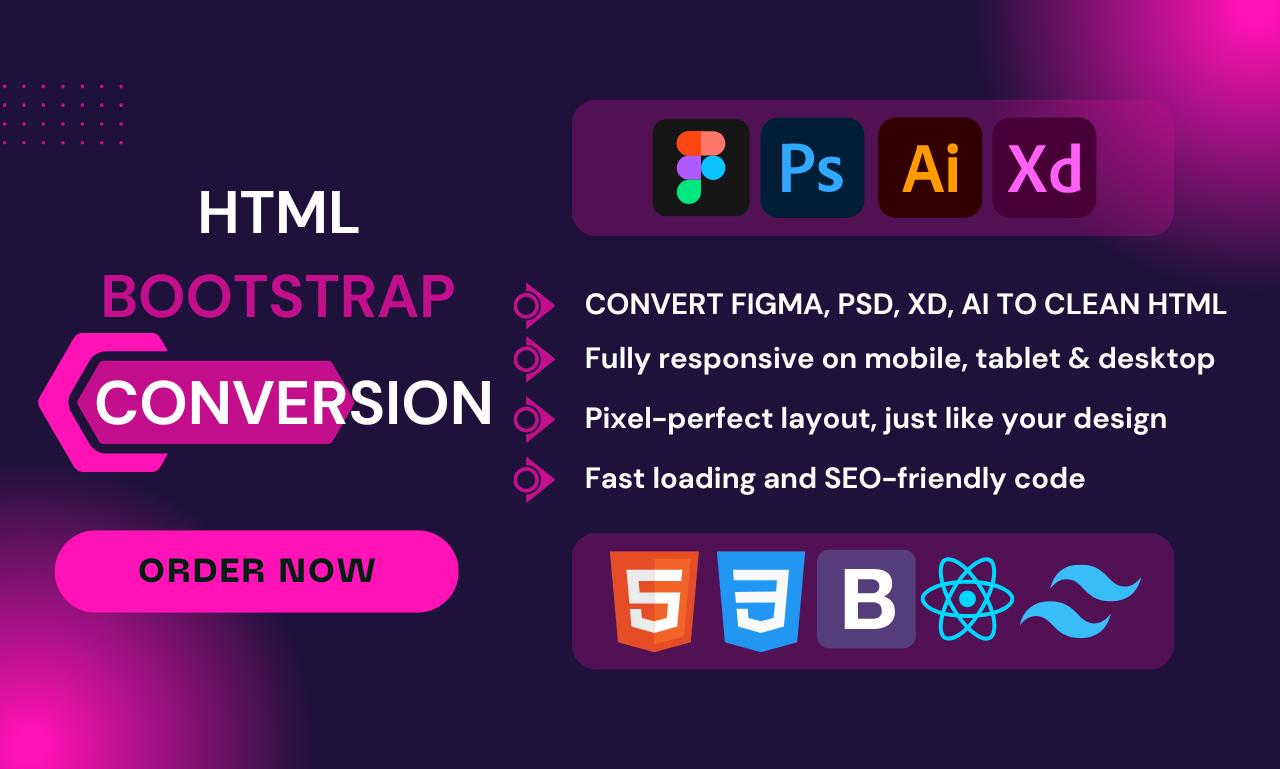 HTML
BOOTSTRAP
CONVERSION
ORDER NOW
Ps Ai Xd
CONVERT FIGMA, PSD, XD, AI TO CLEAN HTML
Fully responsive on mobile, tablet & desktop
Pixel-perfect layout, just like your design
Fast loading and SEO-friendly code
5 3 B